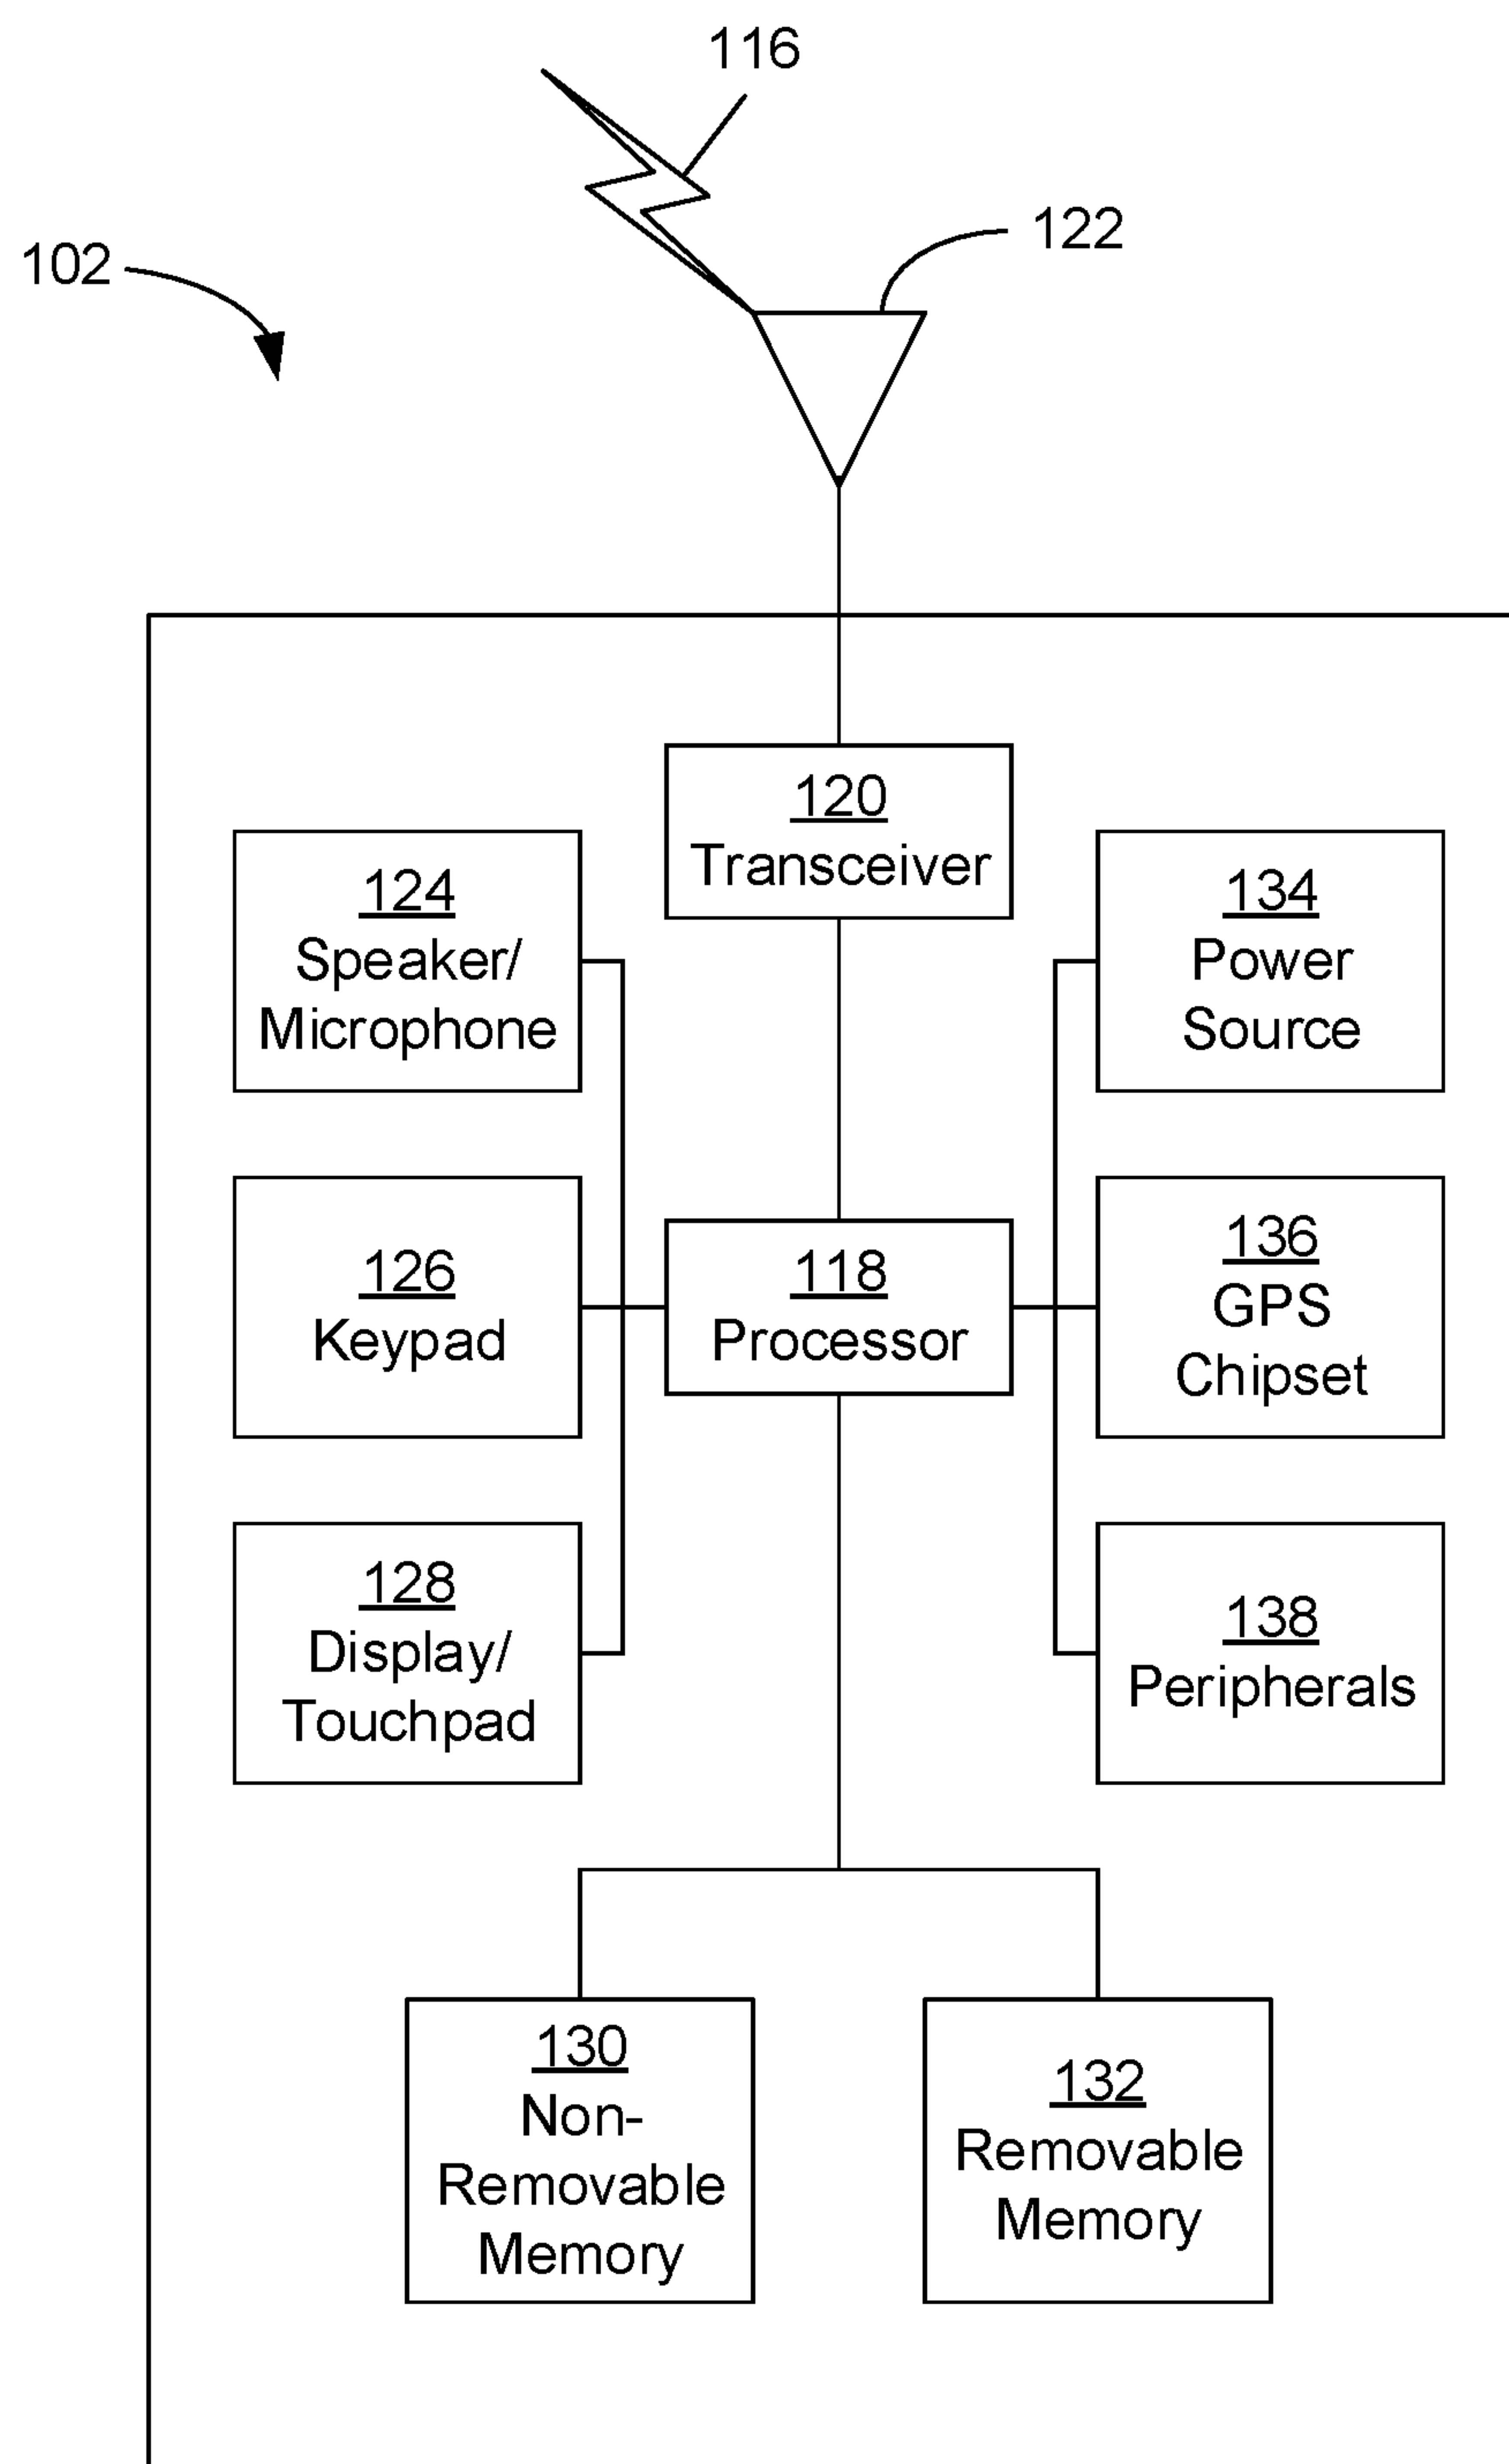 116
122
102
120
Transceiver
124
Speaker/
Microphone
134
Power
Source
126
Keypad
118
Processor
136
GPS
Chipset
128
Display/
Touchpad
138
Peripherals
130
Non-
Removable
Memory
132
Removable
Memory